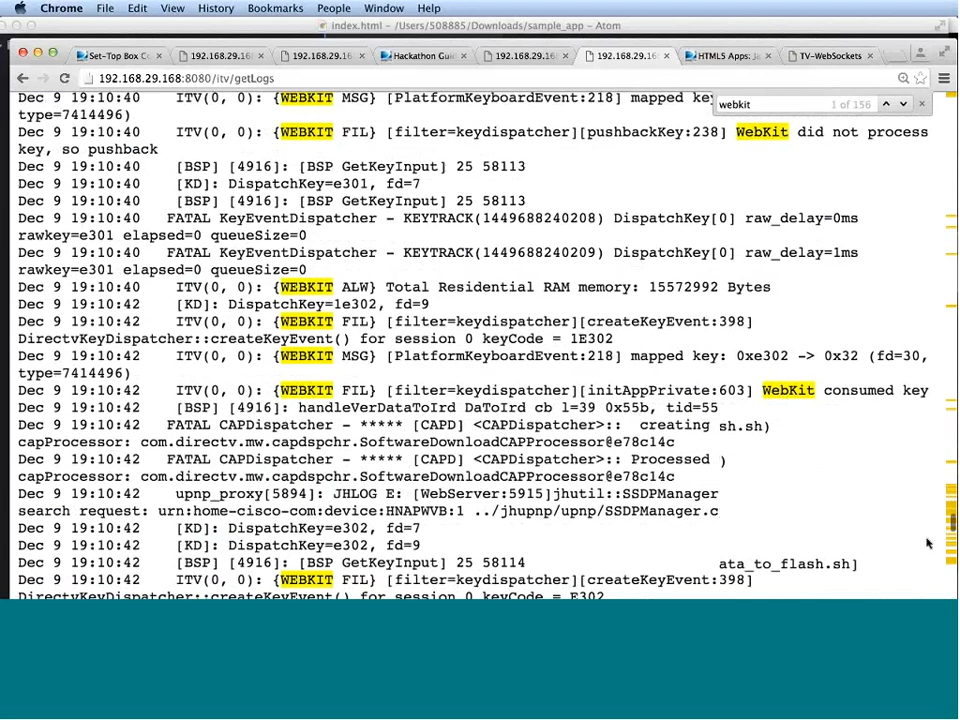 Chrome File Edit View History Bookmarks People Window Help
index.html - /Users/508885/Downloads/sample_app - Atom
Set-Top Box C 192.168.29.16 192.168.29.16 Hackathon Gui 192.168.29.16 192.168.29.16 HTML5 Apps: J TV-WebSockets
192.168.29.168:8080/itv/getLogs
webkit 1 of 156
Dec 9 19:10:40 ITV(0, 0): {WEBKIT MSG} [PlatformKeyboardEvent:218] mapped key
type=7414496)
Dec 9 19:10:40 ITV(0, 0): {WEBKIT FIL} [filter=keydispatcher][pushbackKey:238] WebKit did not process
key, so pushback
Dec 9 19:10:40 [BSP] [4916]: [BSP GetKeyInput] 25 58113
Dec 9 19:10:40 [KD]: DispatchKey=e301, fd=7
Dec 9 19:10:40 [BSP] [4916]: [BSP GetKeyInput] 25 58113
Dec 9 19:10:40 FATAL KeyEventDispatcher - KEYTRACK(1449688240208) DispatchKey[0] raw_delay=0ms
rawkey=e301 elapsed=0 queueSize=0
Dec 9 19:10:40 FATAL KeyEventDispatcher - KEYTRACK(1449688240209) DispatchKey[0] raw_delay=1ms
rawkey=e301 elapsed=0 queueSize=0
Dec 9 19:10:40 ITV(0, 0): {WEBKIT ALW} Total Residential RAM memory: 15572992 Bytes
Dec 9 19:10:42 [KD]: DispatchKey=1e302, fd=9
Dec 9 19:10:42 ITV(0, 0): {WEBKIT FIL} [filter=keydispatcher][createKeyEvent:398]
DirectvKeyDispatcher::createKeyEvent() for session 0 keyCode = 1E302
Dec 9 19:10:42 ITV(0, 0): {WEBKIT MSG} [PlatformKeyboardEvent:218] mapped key: 0xe302 -> 0x32 (fd=30,
type=7414496)
Dec 9 19:10:42 ITV(0, 0): {WEBKIT FIL} [filter=keydispatcher][initAppPrivate:603] WebKit consumed key
Dec 9 19:10:42 [BSP] [4916]: handleVerDataToIrd DaToIrd cb l=39 0x55b, tid=55
Dec 9 19:10:42 FATAL CAPDispatcher - ***** [CAPD] <CAPDispatcher>:: creating sh.sh)
capProcessor: com.directv.mw.capdspchr.SoftwareDownloadCAPProcessor@e78c14c
Dec 9 19:10:42 FATAL CAPDispatcher - ***** [CAPD] <CAPDispatcher>:: Processed )
capProcessor: com.directv.mw.capdspchr.SoftwareDownloadCAPProcessor@e78c14c
Dec 9 19:10:42 upnp_proxy[5894]: JHLOG E: [WebServer:5915]jhutil::SSDPManager
search request: urn:home-cisco-com:device:HNAPWVB:1 ../jhupnp/upnp/SSDPManager.c
Dec 9 19:10:42 [KD]: DispatchKey=e302, fd=7
Dec 9 19:10:42 [KD]: DispatchKey=e302, fd=9
Dec 9 19:10:42 [BSP] [4916]: [BSP GetKeyInput] 25 58114 ata_to_flash.sh]
Dec 9 19:10:42 ITV(0, 0): {WEBKIT FIL} [filter=keydispatcher][createKeyEvent:398]
DirectvKeyDispatcher::createKeyEvent() for session 0 keyCode = E302